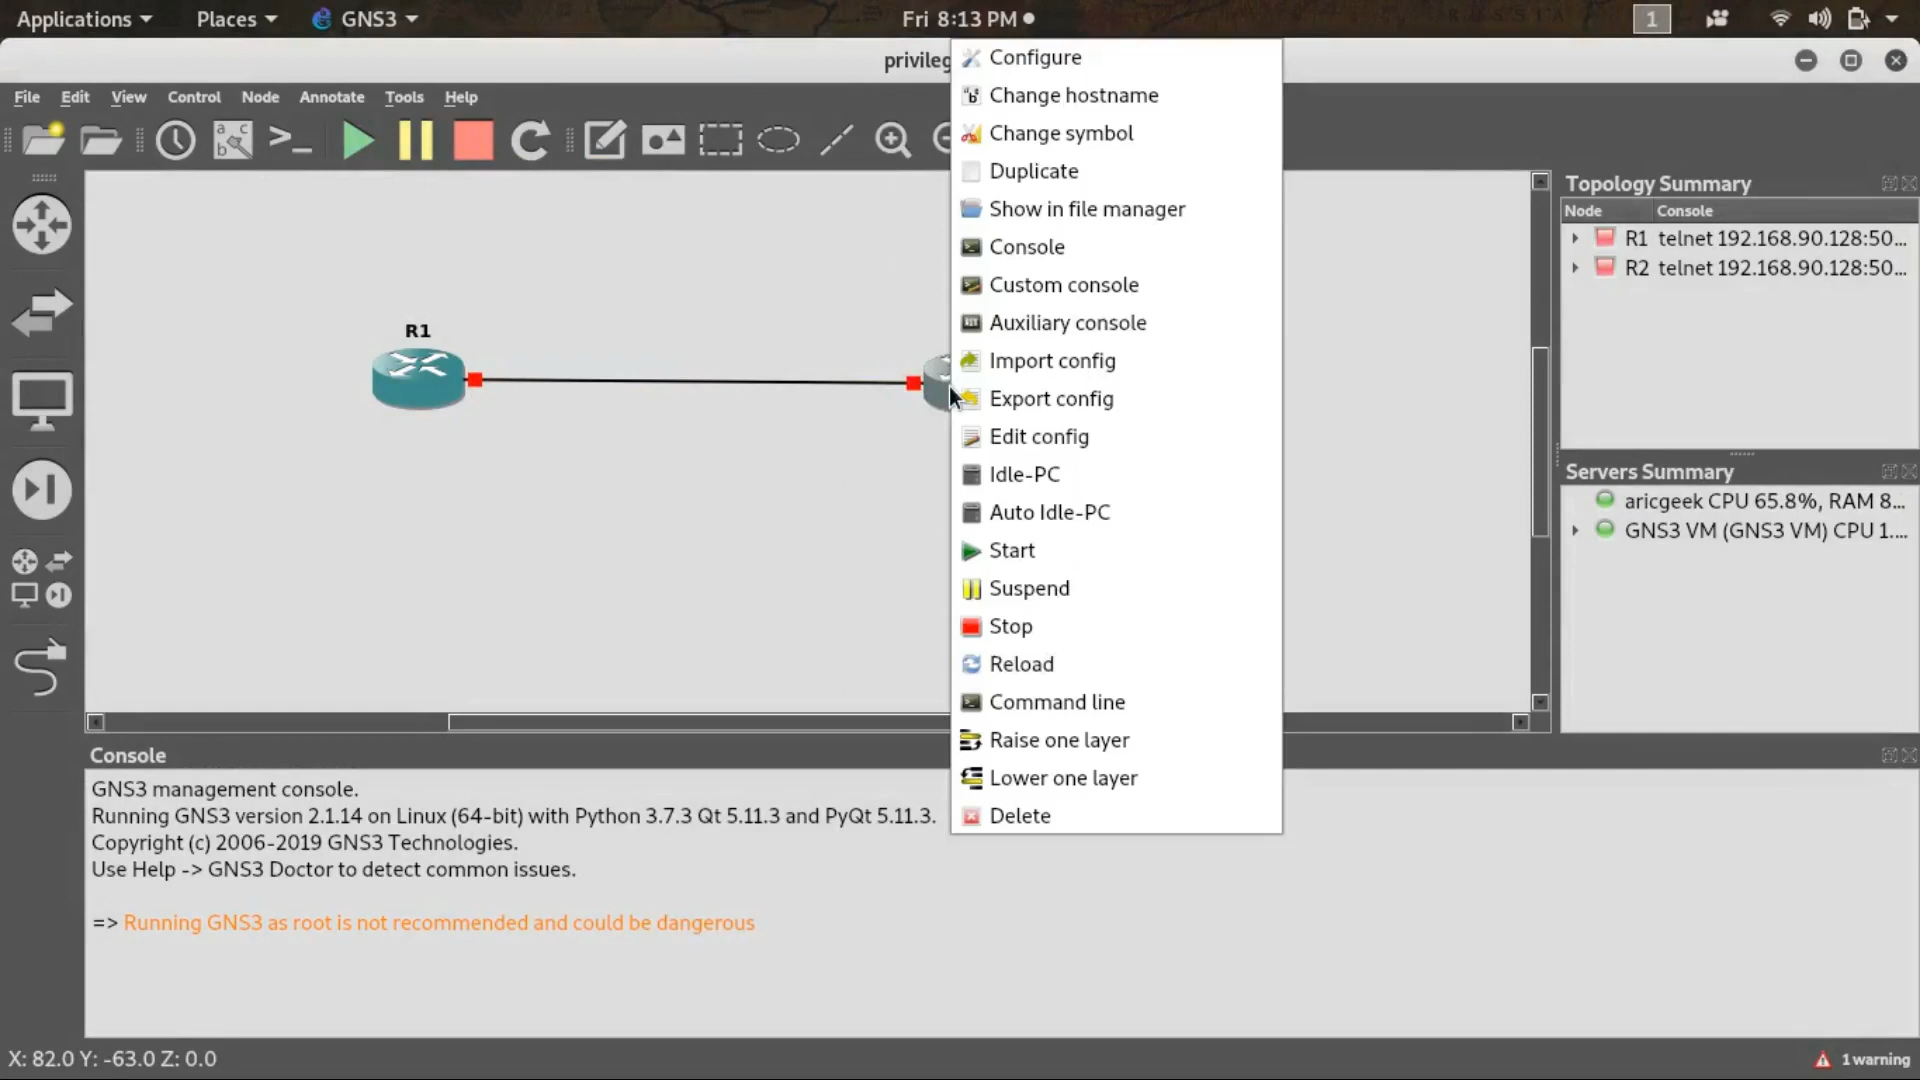 Applications
Places
GNS3
Fri 8:13 PM
1
privileg
File Edit View Control Node Annotate Tools Help
Configure
Change hostname
Change symbol
Duplicate
Show in file manager
Console
Custom console
Auxiliary console
Import config
Export config
Edit config
Idle-PC
Auto Idle-PC
Start
Suspend
Stop
Reload
Command line
Raise one layer
Lower one layer
Delete
R1
Topology Summary
Node Console
R1 telnet 192.168.90.128:50...
R2 telnet 192.168.90.128:50...
Servers Summary
aricgeek CPU 65.8%, RAM 8...
GNS3 VM (GNS3 VM) CPU 1....
Console
GNS3 management console.
Running GNS3 version 2.1.14 on Linux (64-bit) with Python 3.7.3 Qt 5.11.3 and PyQt 5.11.3.
Copyright (c) 2006-2019 GNS3 Technologies.
Use Help -> GNS3 Doctor to detect common issues.
=> Running GNS3 as root is not recommended and could be dangerous
X: 82.0 Y: -63.0 Z: 0.0
1 warning